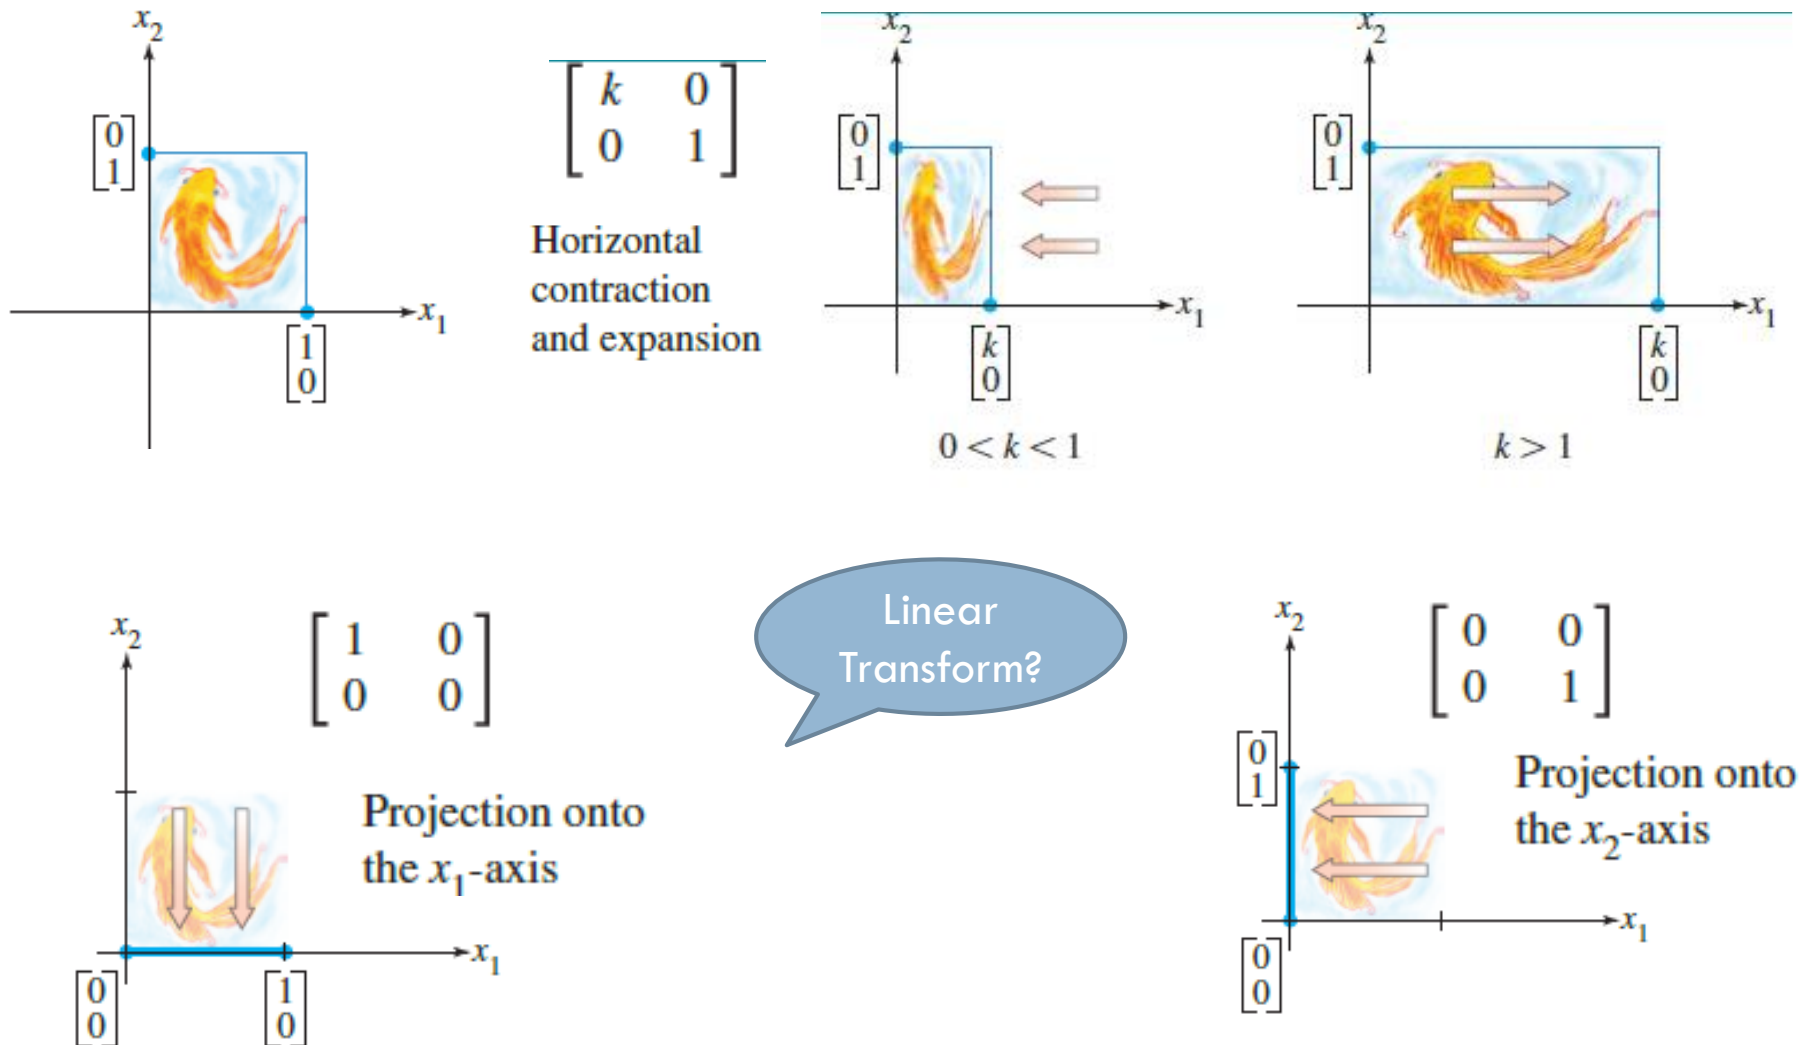 x2
[0
1]
x1
[1
0]
[k 0
0 1]
Horizontal
contraction
and expansion
x2
[0
1]
x1
[k
0]
0 < k < 1
x2
[0
1]
x1
[k
0]
k > 1
x2
[1 0
0 0]
Projection onto
the x1-axis
x1
[0
0]
[1
0]
Linear
Transform?
x2
[0 0
0 1]
[0
1]
Projection onto
the x2-axis
x1
[0
0]